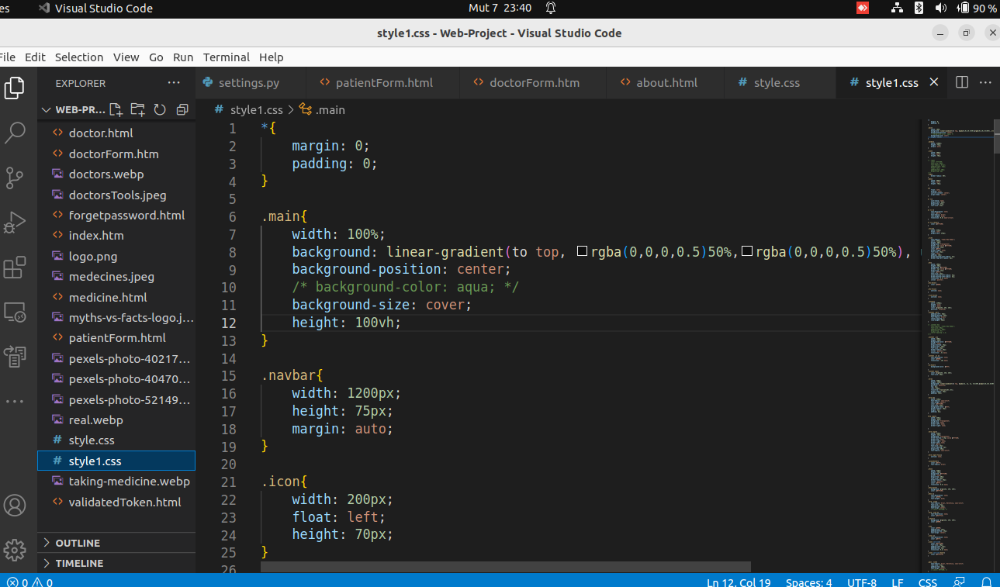 es Visual Studio Code Mut 7 23:40 90 %
style1.css - Web-Project - Visual Studio Code
File Edit Selection View Go Run Terminal Help
EXPLORER
WEB-PR...
doctor.html
doctorForm.htm
doctors.webp
doctorsTools.jpeg
forgetpassword.html
index.htm
logo.png
medecines.jpeg
medicine.html
myths-vs-facts-logo.j...
patientForm.html
pexels-photo-40217...
pexels-photo-40470...
pexels-photo-52149...
real.webp
style.css
style1.css
taking-medicine.webp
validatedToken.html
OUTLINE
TIMELINE
settings.py patientForm.html doctorForm.htm about.html style.css style1.css
style1.css > .main
1 *{
2 margin: 0;
3 padding: 0;
4 }
5
6 .main{
7 width: 100%;
8 background: linear-gradient(to top, rgba(0,0,0,0.5)50%,rgba(0,0,0,0.5)50%),
9 background-position: center;
10 /* background-color: aqua; */
11 background-size: cover;
12 height: 100vh;
13 }
14
15 .navbar{
16 width: 1200px;
17 height: 75px;
18 margin: auto;
19 }
20
21 .icon{
22 width: 200px;
23 float: left;
24 height: 70px;
25 }
26
0 0 Ln 12, Col 19 Spaces: 4 UTF-8 LF CSS